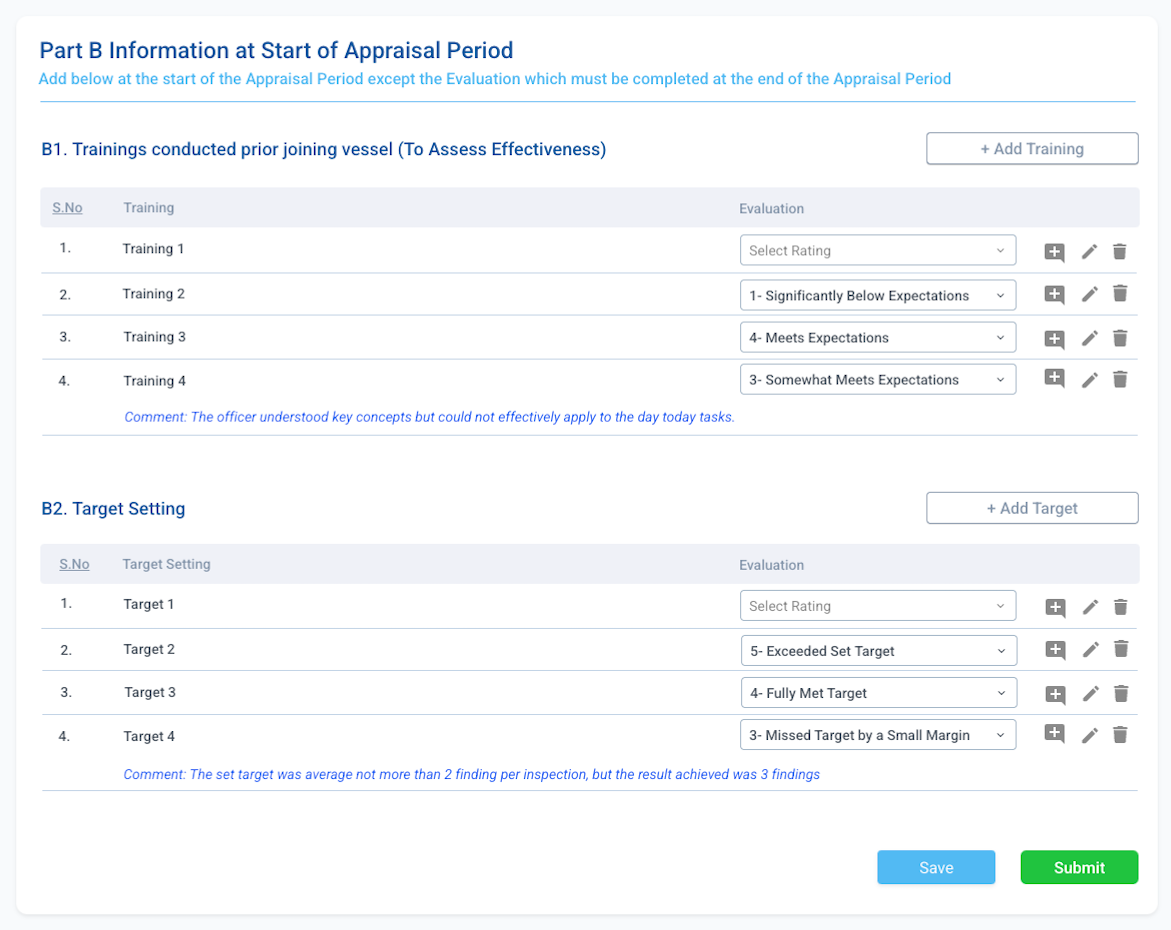 Part B Information at Start of Appraisal Period
Add below at the start of the Appraisal Period except the Evaluation which must be completed at the end of the Appraisal Period
B1. Trainings conducted prior joining vessel (To Assess Effectiveness)
+ Add Training
S.No Training Evaluation
1. Training 1 Select Rating
2. Training 2 1- Significantly Below Expectations
3. Training 3 4- Meets Expectations
4. Training 4 3- Somewhat Meets Expectations
Comment: The officer understood key concepts but could not effectively apply to the day today tasks.
B2. Target Setting
+ Add Target
S.No Target Setting Evaluation
1. Target 1 Select Rating
2. Target 2 5- Exceeded Set Target
3. Target 3 4- Fully Met Target
4. Target 4 3- Missed Target by a Small Margin
Comment: The set target was average not more than 2 finding per inspection, but the result achieved was 3 findings
Save Submit